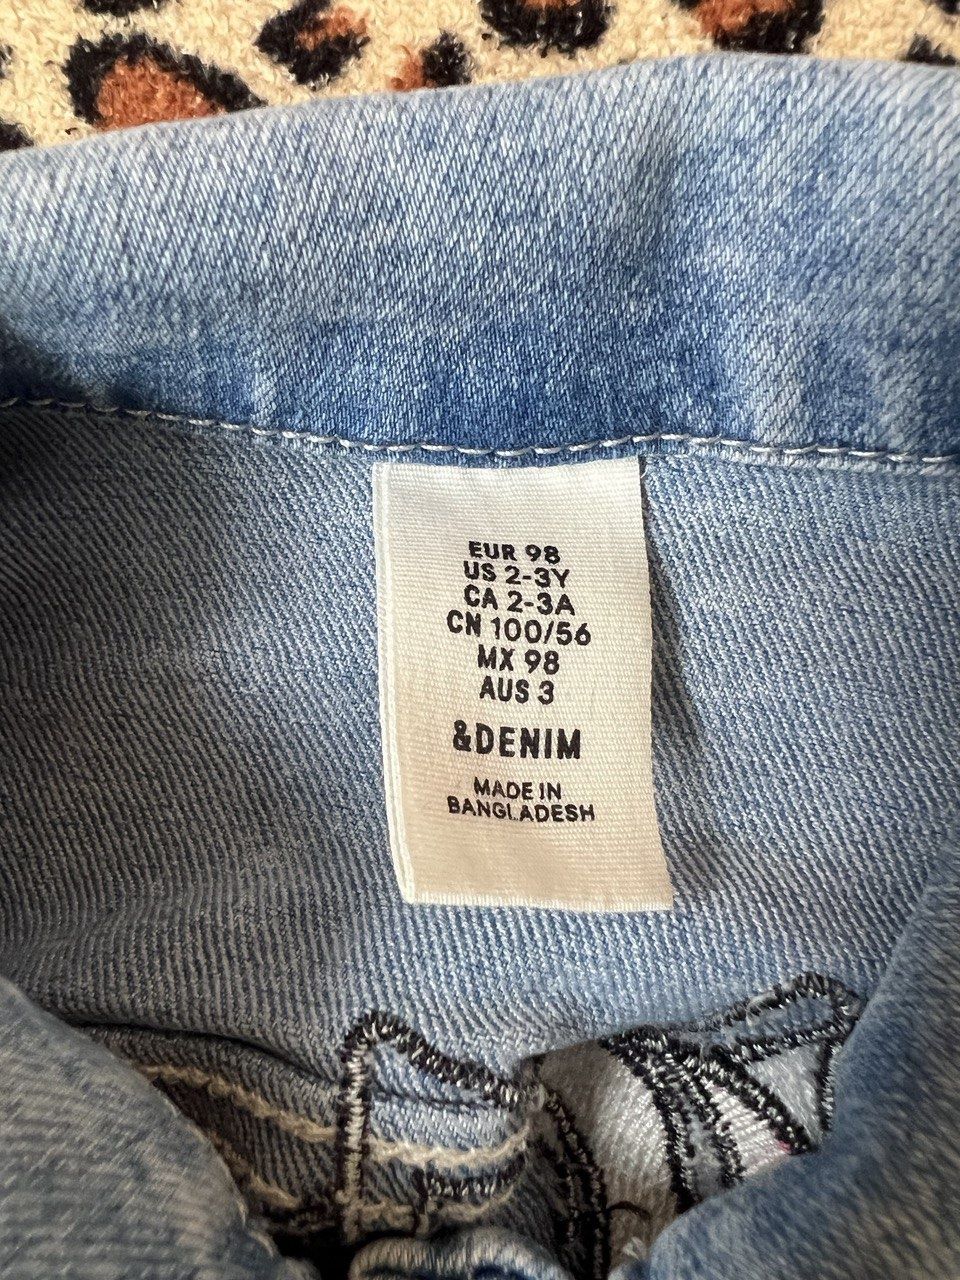 EUR 98
US 2-3Y
CA 2-3A
CN 100/56
MX 98
AUS 3
&DENIM
MADE IN
BANGLADESH